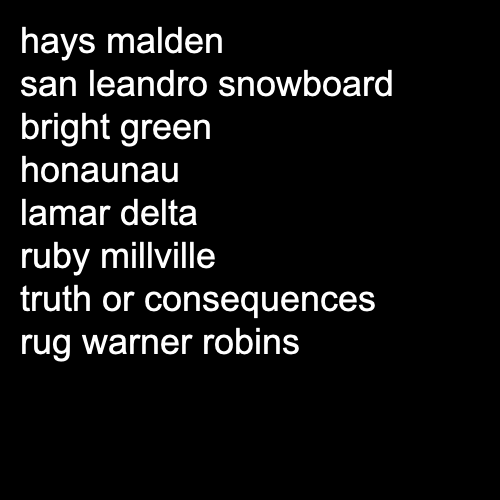 hays malden
san leandro snowboard
bright green
honaunau
lamar delta
ruby millville
truth or consequences
rug warner robins